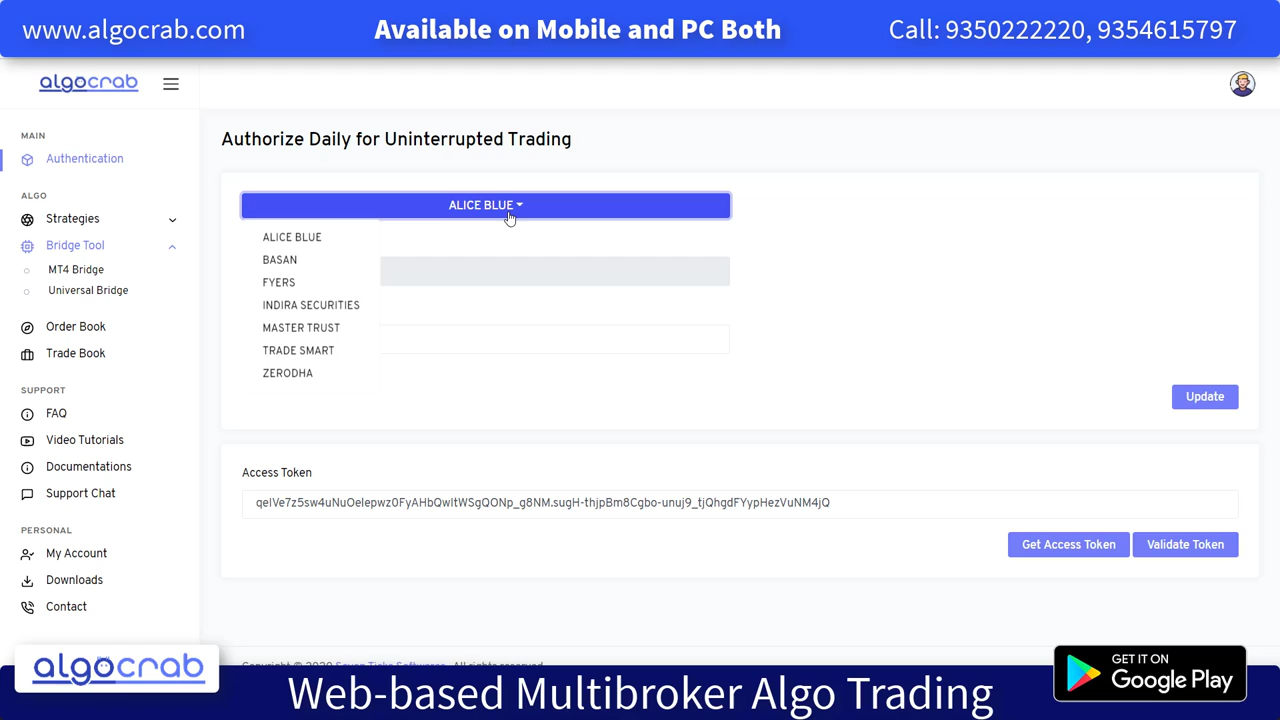 www.algocrab.com
Available on Mobile and PC Both
Call: 9350222220, 9354615797
algocrab
MAIN
Authentication
ALGO
Strategies
Bridge Tool
MT4 Bridge
Universal Bridge
Order Book
Trade Book
SUPPORT
FAQ
Video Tutorials
Documentations
Support Chat
PERSONAL
My Account
Downloads
Contact
Authorize Daily for Uninterrupted Trading
ALICE BLUE
ALICE BLUE
BASAN
FYERS
INDIRA SECURITIES
MASTER TRUST
TRADE SMART
ZERODHA
Update
Access Token
qelVe7z5sw4uNuOelepwz0FyAHbQwltWSgQONp_g8NM.sugH-thjpBm8Cgbo-unuj9_tjQhgdFYypHezVuNM4jQ
Get Access Token
Validate Token
algocrab
Web-based Multibroker Algo Trading
GET IT ON
Google Play